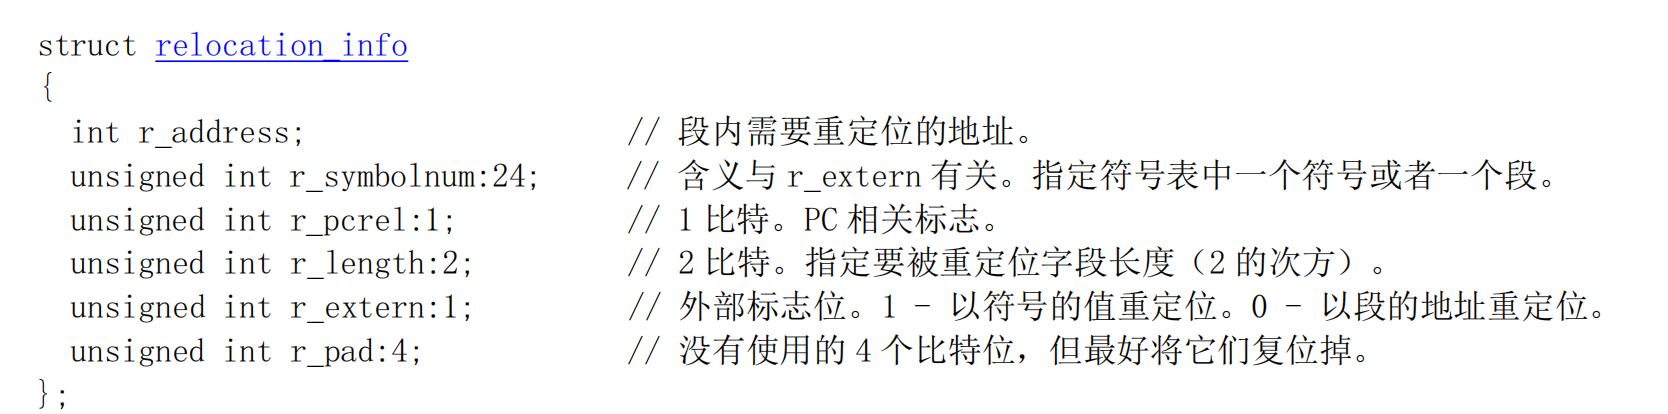 struct relocation_info
{
int r_address; // 段内需要重定位的地址。
unsigned int r_symbolnum:24; // 含义与 r_extern 有关。指定符号表中一个符号或者一个段。
unsigned int r_pcrel:1; // 1 比特。PC 相关标志。
unsigned int r_length:2; // 2 比特。指定要被重定位字段长度（2 的次方）。
unsigned int r_extern:1; // 外部标志位。1 - 以符号的值重定位。0 - 以段的地址重定位。
unsigned int r_pad:4; // 没有使用的 4 个比特位，但最好将它们复位掉。
};